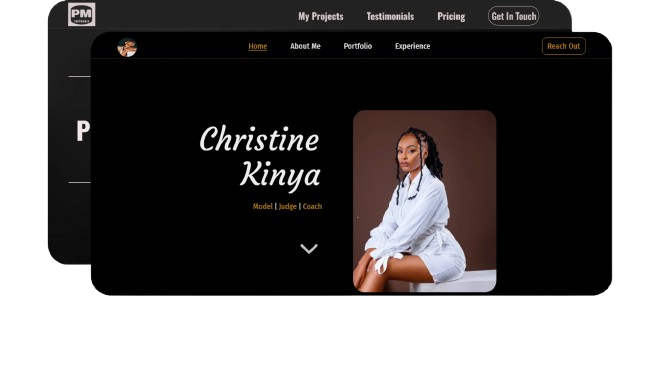 PM
My Projects Testimonials Pricing Get In Touch
Home About Me Portfolio Experience Reach Out
P
Christine
Kinya
Model | Judge | Coach